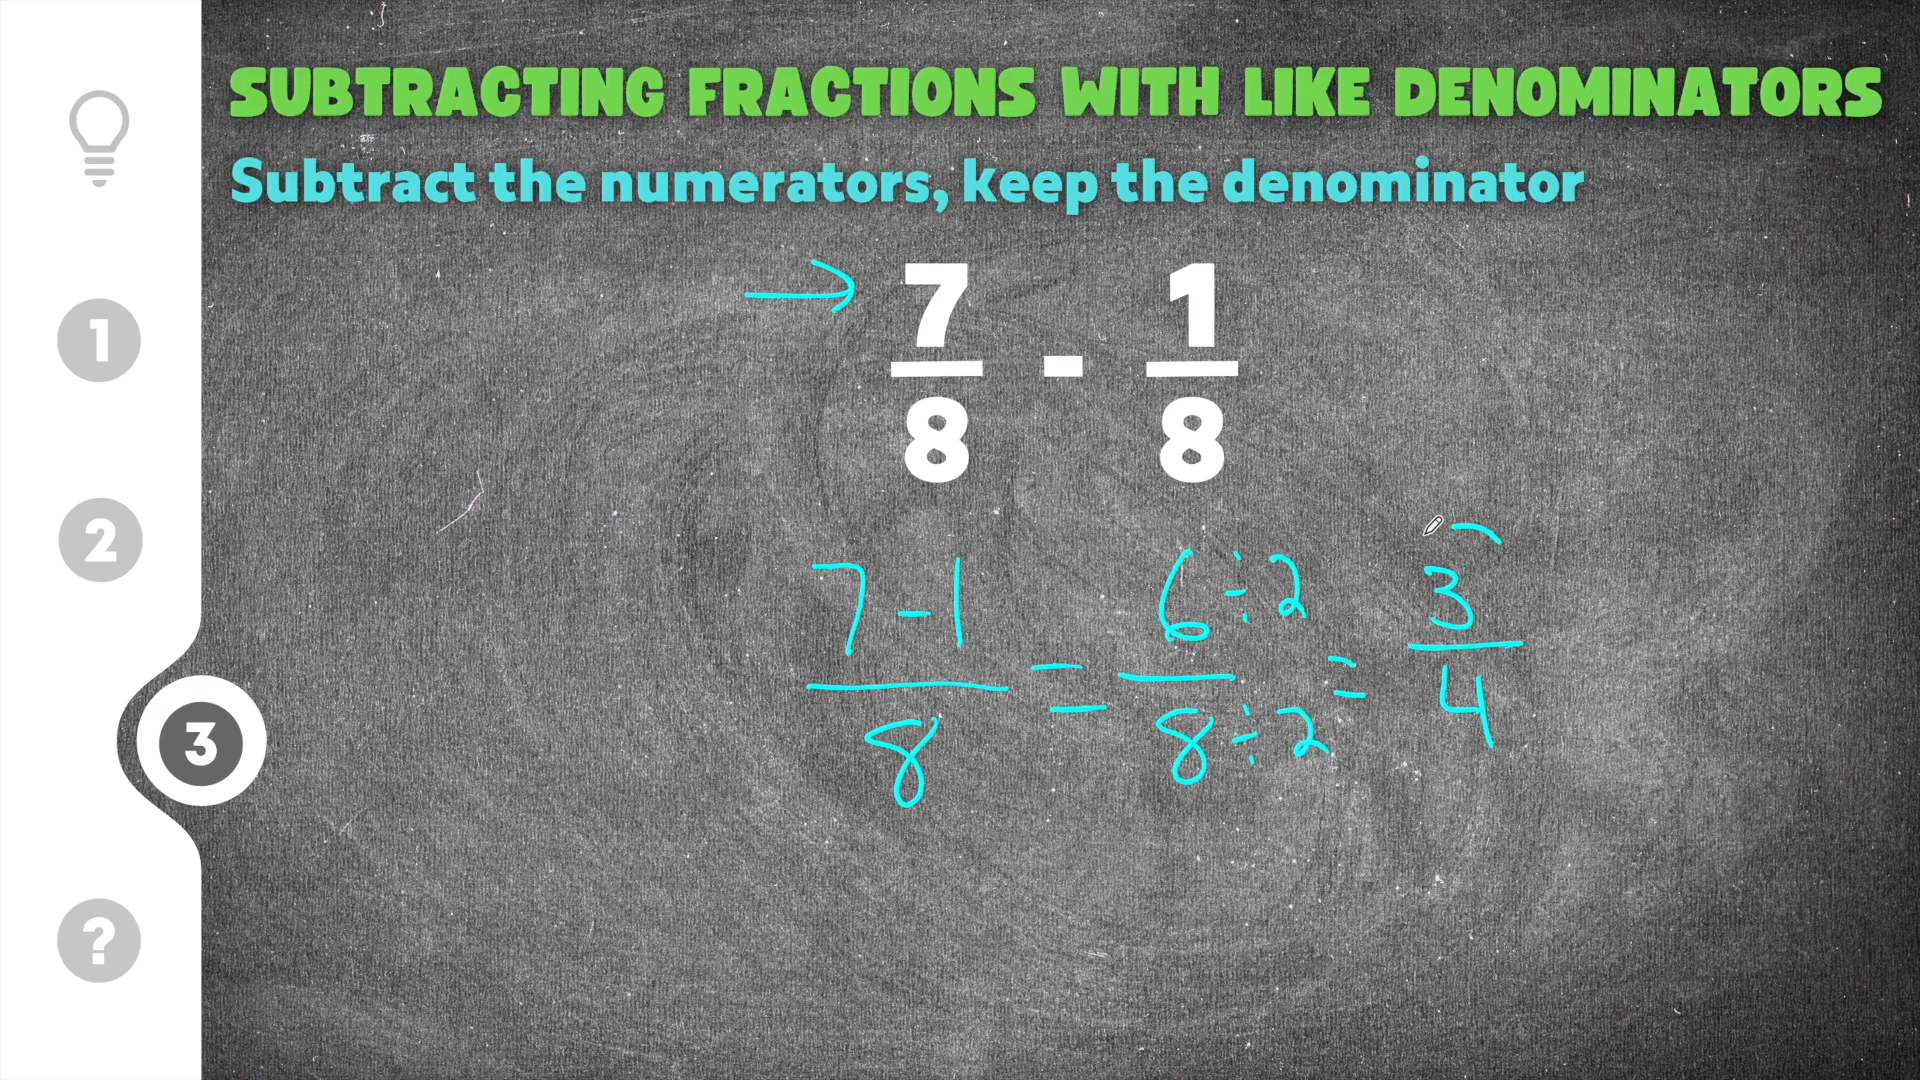 SUBTRACTING FRACTIONS WITH LIKE DENOMINATORS
Subtract the numerators, keep the denominator
1
2
3
?
7/8 - 1/8
7-1/8 = 6÷2/8÷2 = 3/4